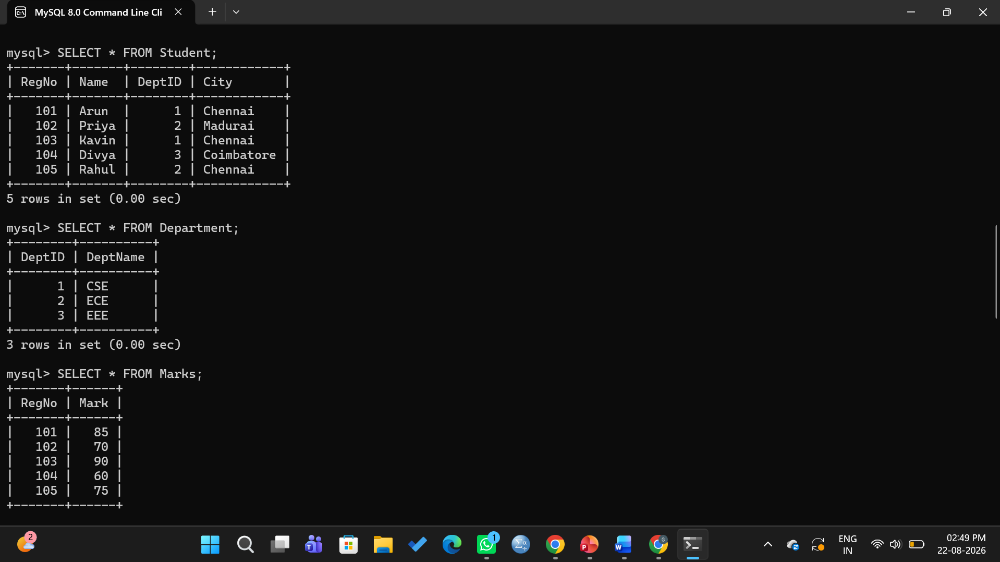 MySQL 8.0 Command Line Cli
mysql> SELECT * FROM Student;
+-------+-------+--------+------------+
| RegNo | Name  | DeptID | City       |
+-------+-------+--------+------------+
|   101 | Arun  |      1 | Chennai    |
|   102 | Priya |      2 | Madurai    |
|   103 | Kavin |      1 | Chennai    |
|   104 | Divya |      3 | Coimbatore |
|   105 | Rahul |      2 | Chennai    |
+-------+-------+--------+------------+
5 rows in set (0.00 sec)
mysql> SELECT * FROM Department;
+--------+----------+
| DeptID | DeptName |
+--------+----------+
|      1 | CSE      |
|      2 | ECE      |
|      3 | EEE      |
+--------+----------+
3 rows in set (0.00 sec)
mysql> SELECT * FROM Marks;
+-------+------+
| RegNo | Mark |
+-------+------+
|   101 |   85 |
|   102 |   70 |
|   103 |   90 |
|   104 |   60 |
|   105 |   75 |
+-------+------+
2
1
ENG
IN
02:49 PM
22-08-2026